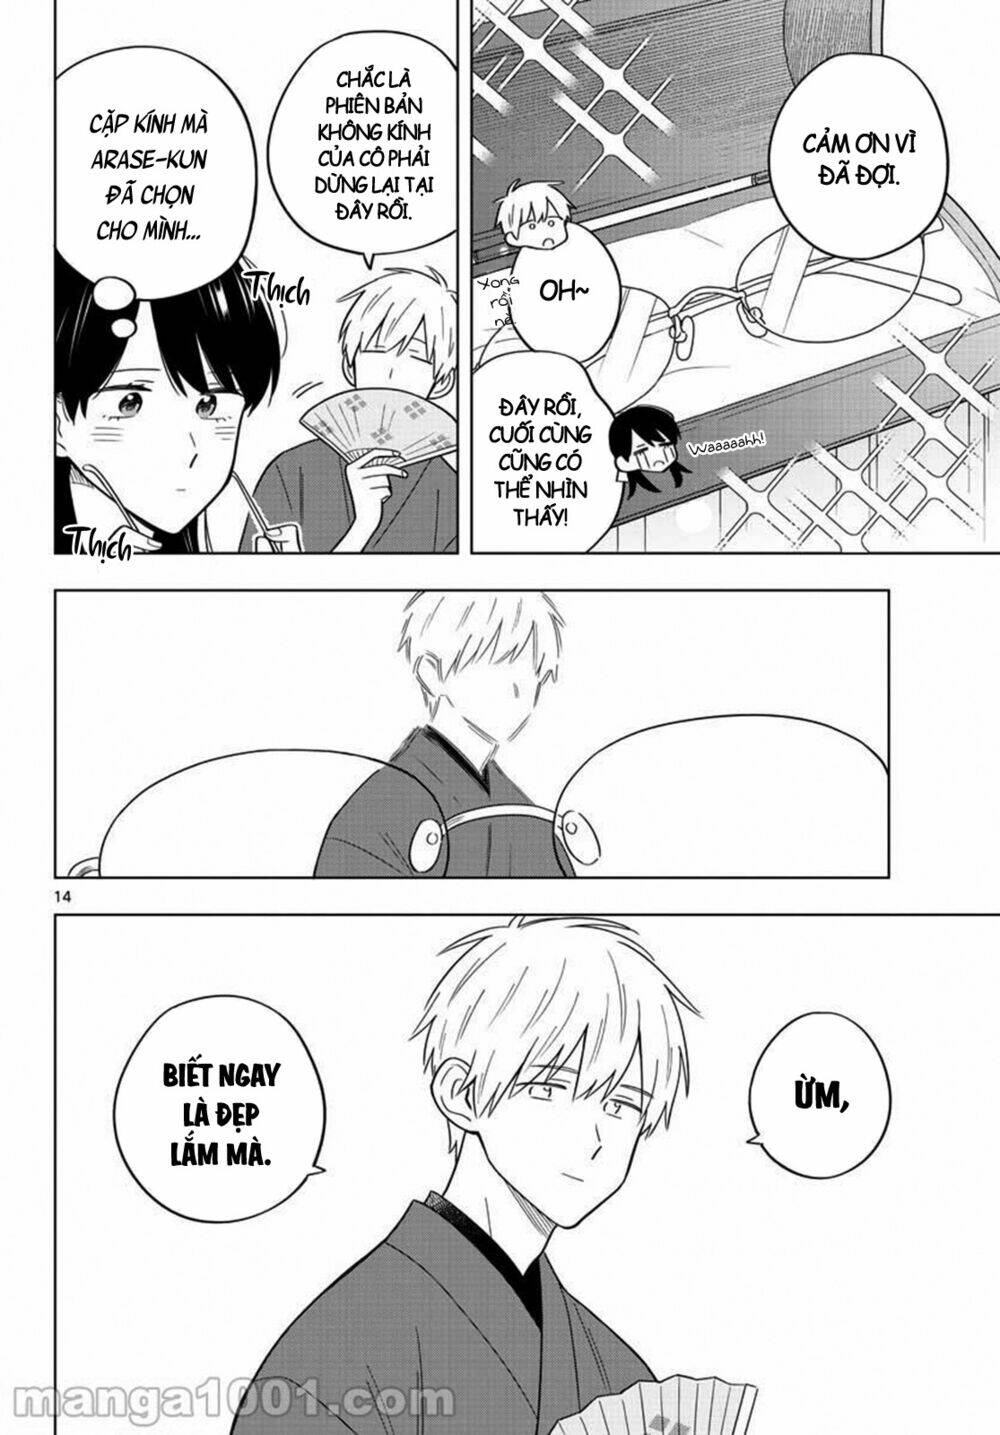 CẢM ƠN VÌ
ĐÃ ĐỢI.
OH~
Xong
rồi
nè
ĐÂY RỒI,
CUỐI CÙNG
CŨNG CÓ
THỂ NHÌN
THẤY!
Waaaaahh!
CHẮC LÀ
PHIÊN BẢN
KHÔNG KÍNH
CỦA CÔ PHẢI
DỪNG LẠI TẠI
ĐÂY RỒI.
CẶP KÍNH MÀ
ARASE-KUN
ĐÃ CHỌN
CHO MÌNH...
Thịch
Thịch
14
ỪM,
BIẾT NGAY
LÀ ĐẸP
LẮM MÀ.
manga1001.com